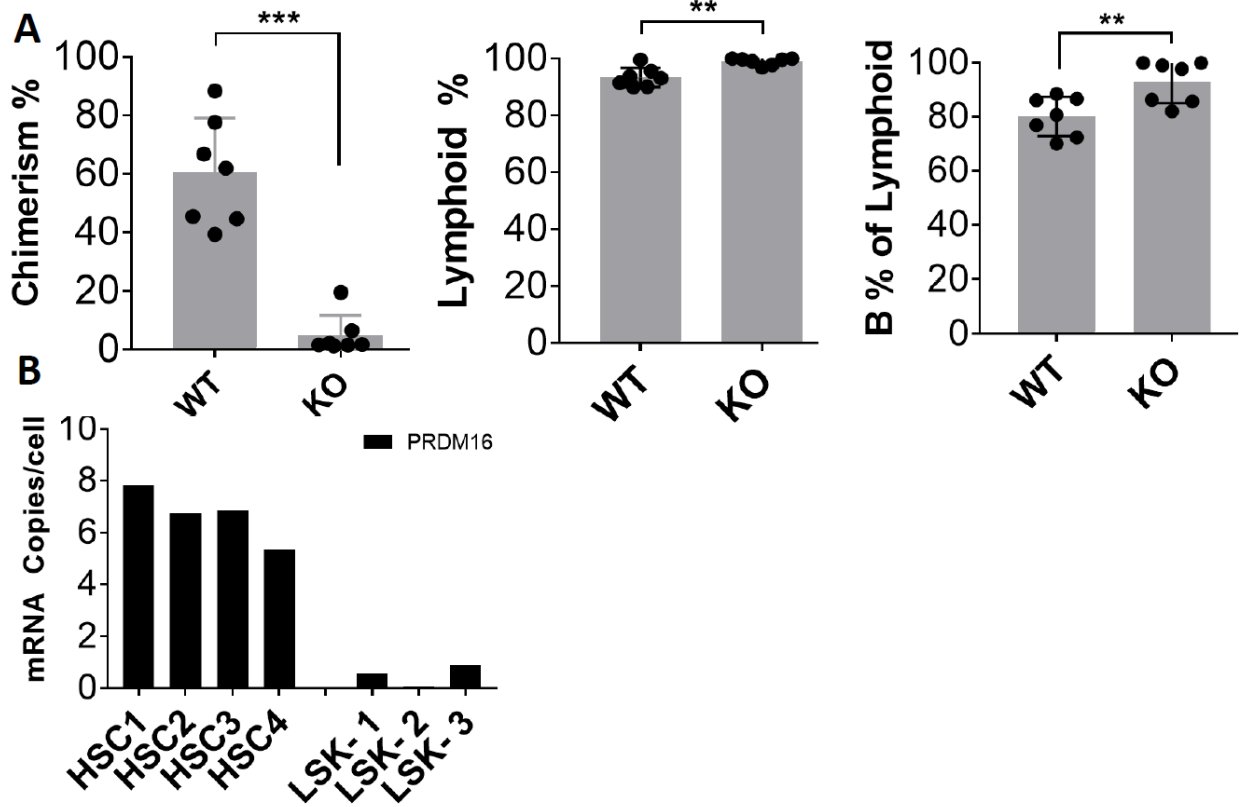 A
Chimerism %
100
80
60
40
20
0
***
WT
KO
Lymphoid %
100
80
60
40
20
0
**
WT
KO
B % of Lymphoid
100
80
60
40
20
0
**
WT
KO
B
mRNA Copies/cell
10
8
6
4
2
0
PRDM16
HSC1
HSC2
HSC3
HSC4
LSK- 1
LSK- 2
LSK- 3